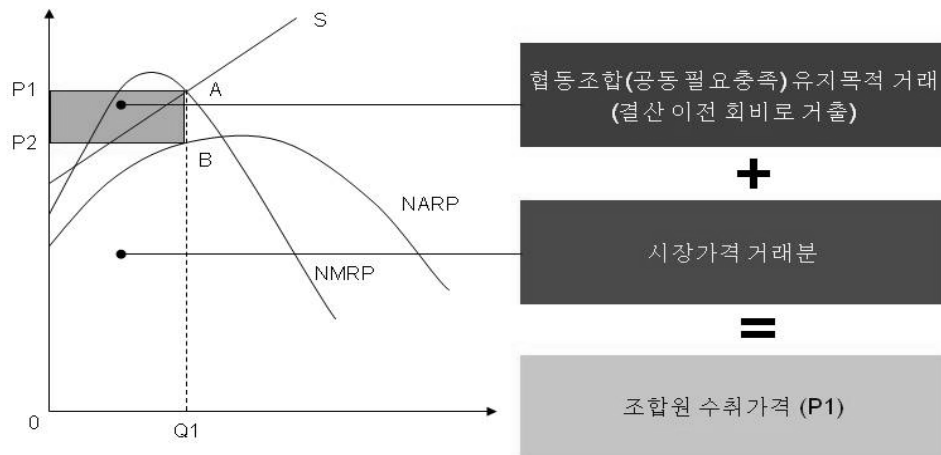 S
P1
A
P2
B
NARP
NMRP
0
Q1
협동조합(공동 필요충족) 유지목적 거래
(결산 이전 회비로 거출)
+
시장가격 거래분
=
조합원 수취가격 (P1)